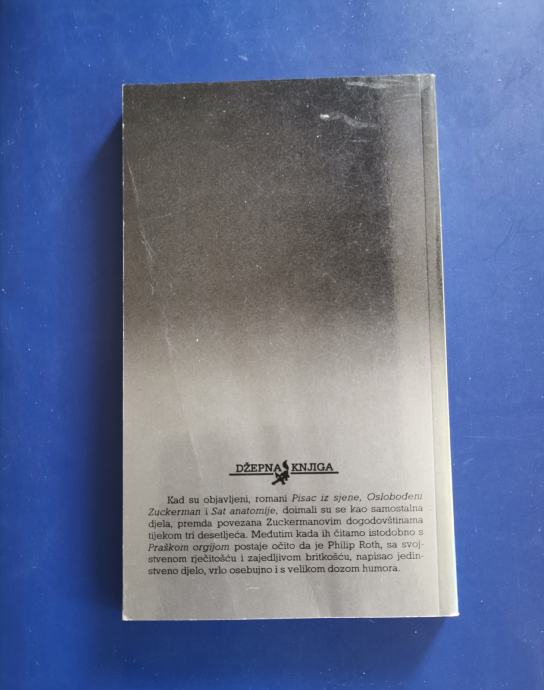 DŽEPNA KNJIGA
Kad su objavljeni, romani Pisac iz sjene, Oslobođeni
Zuckerman i Sat anatomije, doimali su se kao samostalna
djela, premda povezana Zuckermanovim dogodovštinama
tijekom tri desetljeća. Međutim kada ih čitamo istodobno s
Praškom orgijom postaje očito da je Philip Roth, sa svoj-
stvenom rječitošću i zajedljivom britkošću, napisao jedin-
stveno djelo, vrlo osebujno i s velikom dozom humora.